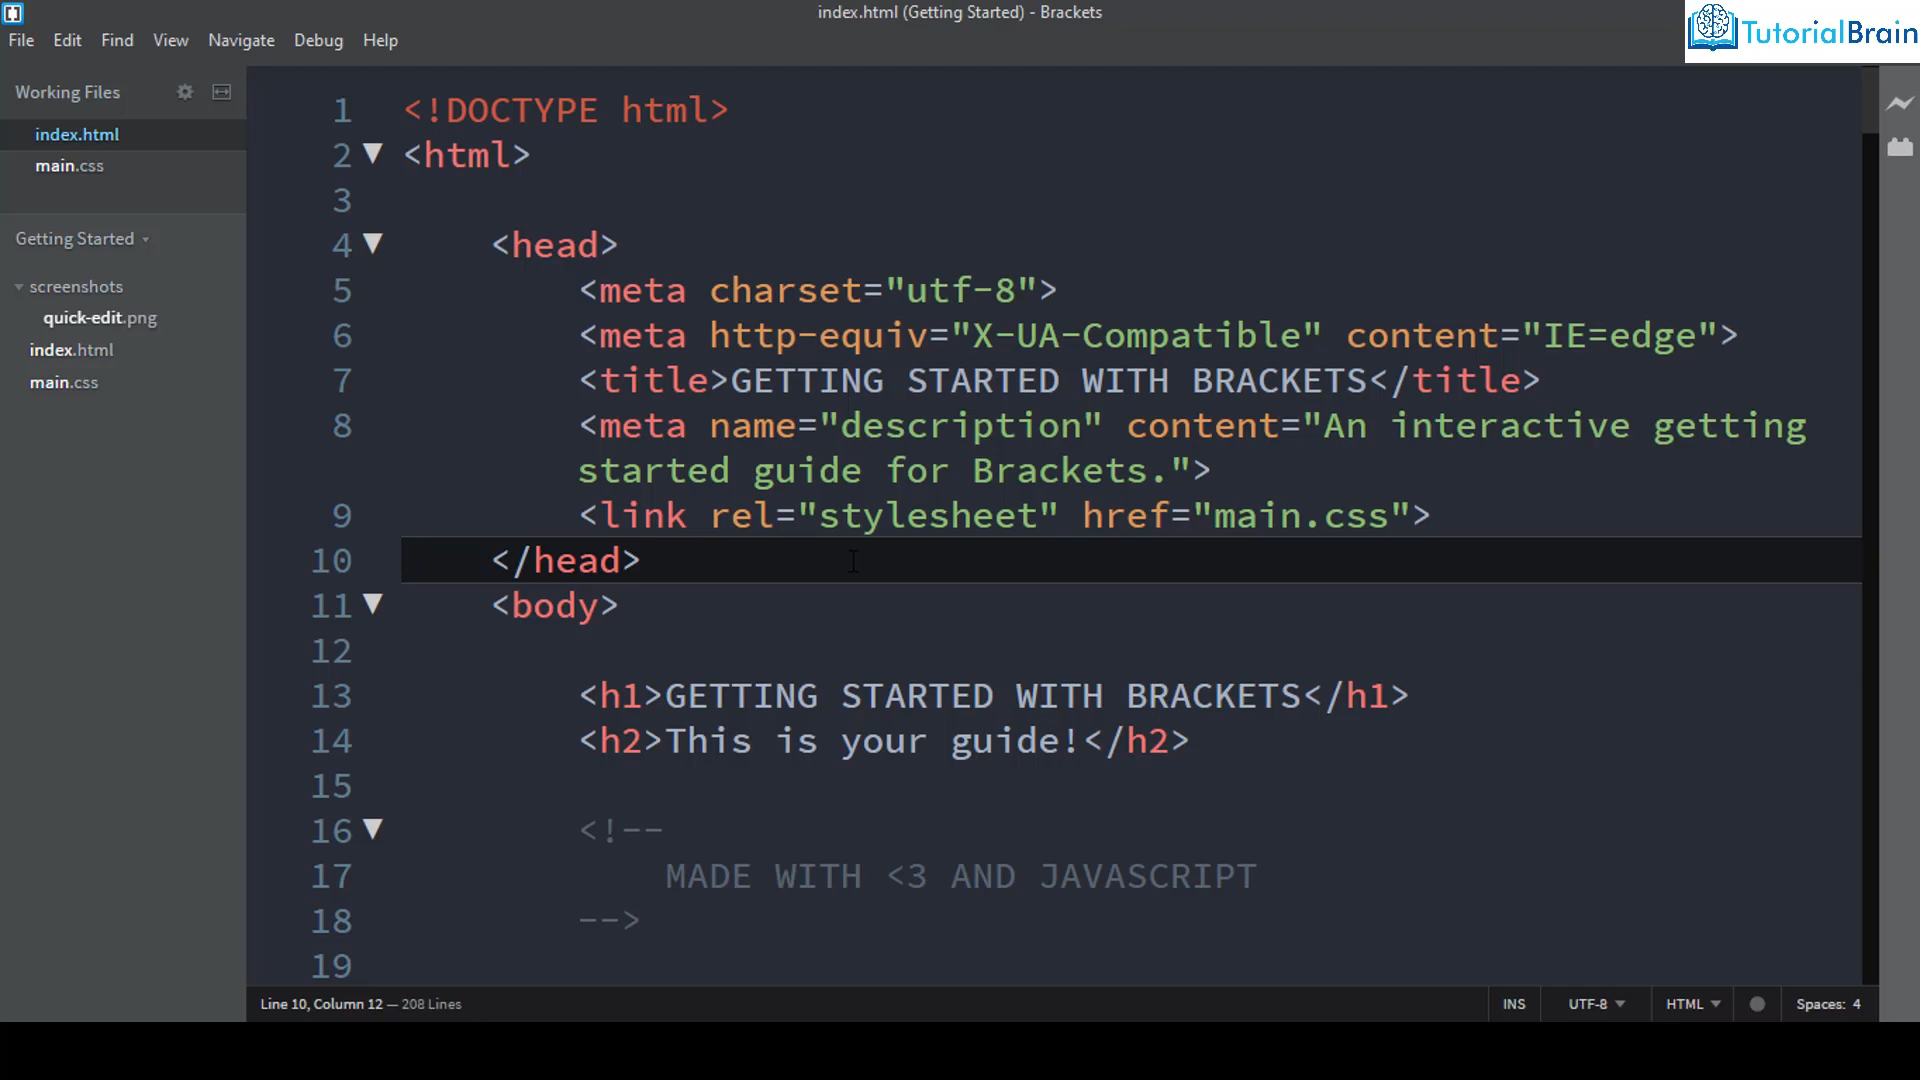 index.html (Getting Started) - Brackets
TutorialBrain
File Edit Find View Navigate Debug Help
Working Files
index.html
main.css
Getting Started
screenshots
quick-edit.png
index.html
main.css
1 <!DOCTYPE html>
2 <html>
3
4 <head>
5 <meta charset="utf-8">
6 <meta http-equiv="X-UA-Compatible" content="IE=edge">
7 <title>GETTING STARTED WITH BRACKETS</title>
8 <meta name="description" content="An interactive getting
started guide for Brackets.">
9 <link rel="stylesheet" href="main.css">
10 </head>
11 <body>
12
13 <h1>GETTING STARTED WITH BRACKETS</h1>
14 <h2>This is your guide!</h2>
15
16 <!--
17 MADE WITH <3 AND JAVASCRIPT
18 -->
19
Line 10, Column 12 — 208 Lines
INS UTF-8 HTML Spaces: 4